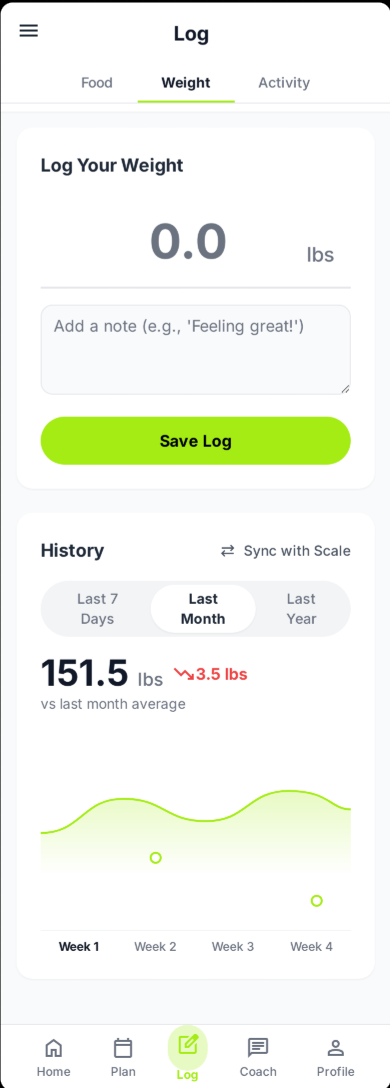 Log
Food Weight Activity
Log Your Weight
0.0 lbs
Add a note (e.g., 'Feeling great!')
Save Log
History Sync with Scale
Last 7 Days
Last Month
Last Year
151.5 lbs 3.5 lbs
vs last month average
Week 1 Week 2 Week 3 Week 4
Home Plan Log Coach Profile